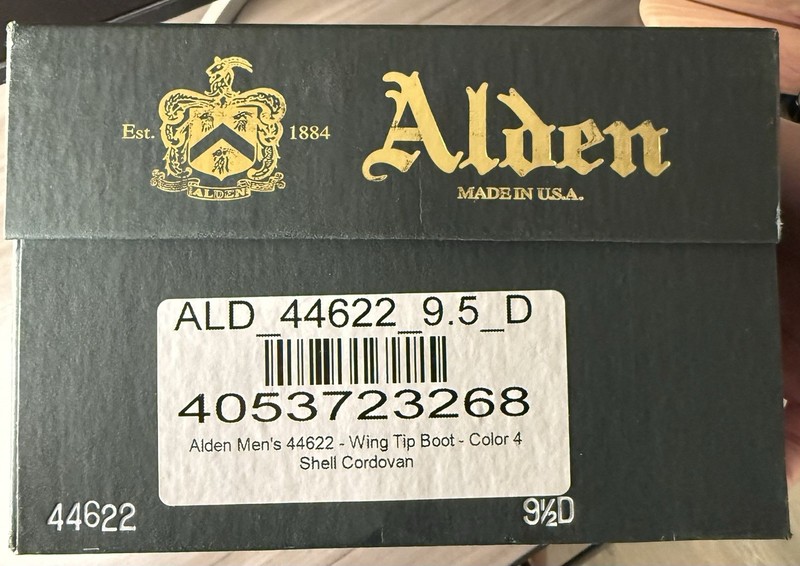 Est. 1884
ALDEN
Alden
MADE IN U.S.A.
ALD_44622_9.5_D
4053723268
Alden Men's 44622 - Wing Tip Boot - Color 4
Shell Cordovan
44622 9½D